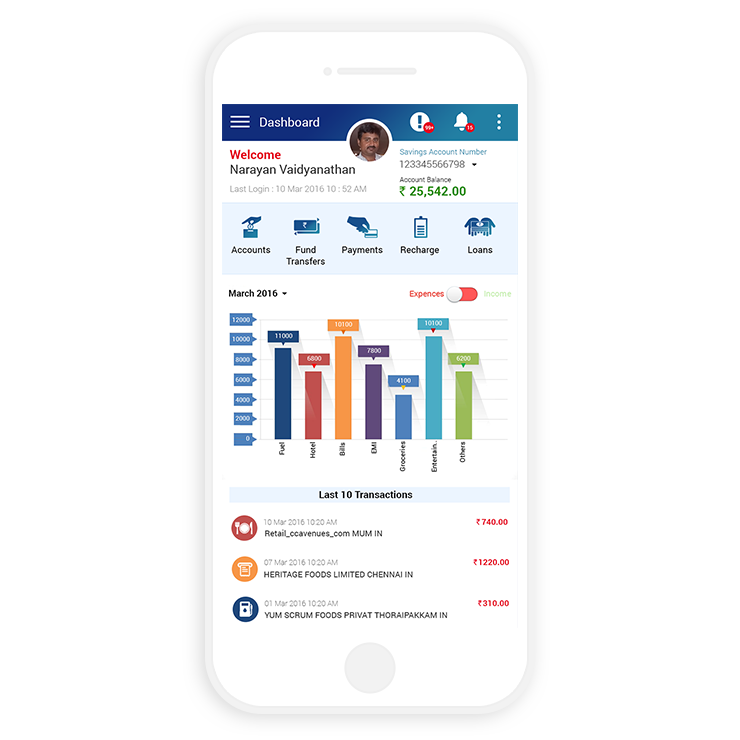 Dashboard
99+
15
Welcome
Narayan Vaidyanathan
Last Login : 10 Mar 2016 10 : 52 AM
Savings Account Number
123345566798
Account Balance
₹ 25,542.00
Accounts
Fund
Transfers
Payments
Recharge
Loans
March 2016
Expences
Income
12000
10000
8000
6000
4000
2000
0
11000
6800
10100
7800
4100
10100
6200
Fuel
Hotel
Bills
EMI
Groceries
Entertain..
Others
Last 10 Transactions
10 Mar 2016 10:20 AM
Retail_ccavenues_com MUM IN
₹740.00
07 Mar 2016 10:20 AM
HERITAGE FOODS LIMITED CHENNAI IN
₹1220.00
01 Mar 2016 10:20 AM
YUM SCRUM FOODS PRIVAT THORAIPAKKAM IN
₹310.00